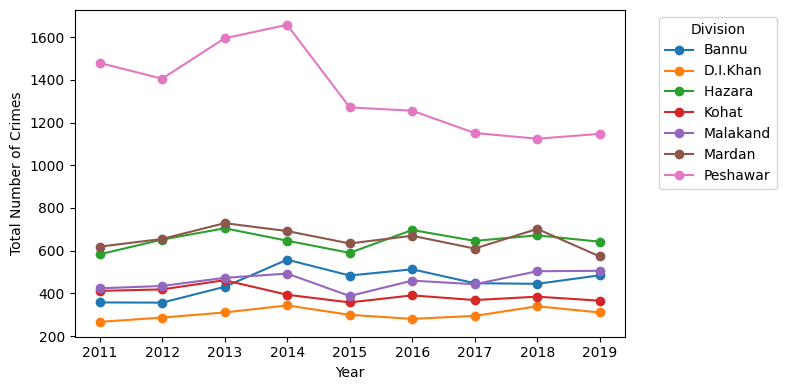 1600
1400
1200
1000
800
600
400
200
Total Number of Crimes
2011 2012 2013 2014 2015 2016 2017 2018 2019
Year
Division
Bannu
D.I.Khan
Hazara
Kohat
Malakand
Mardan
Peshawar